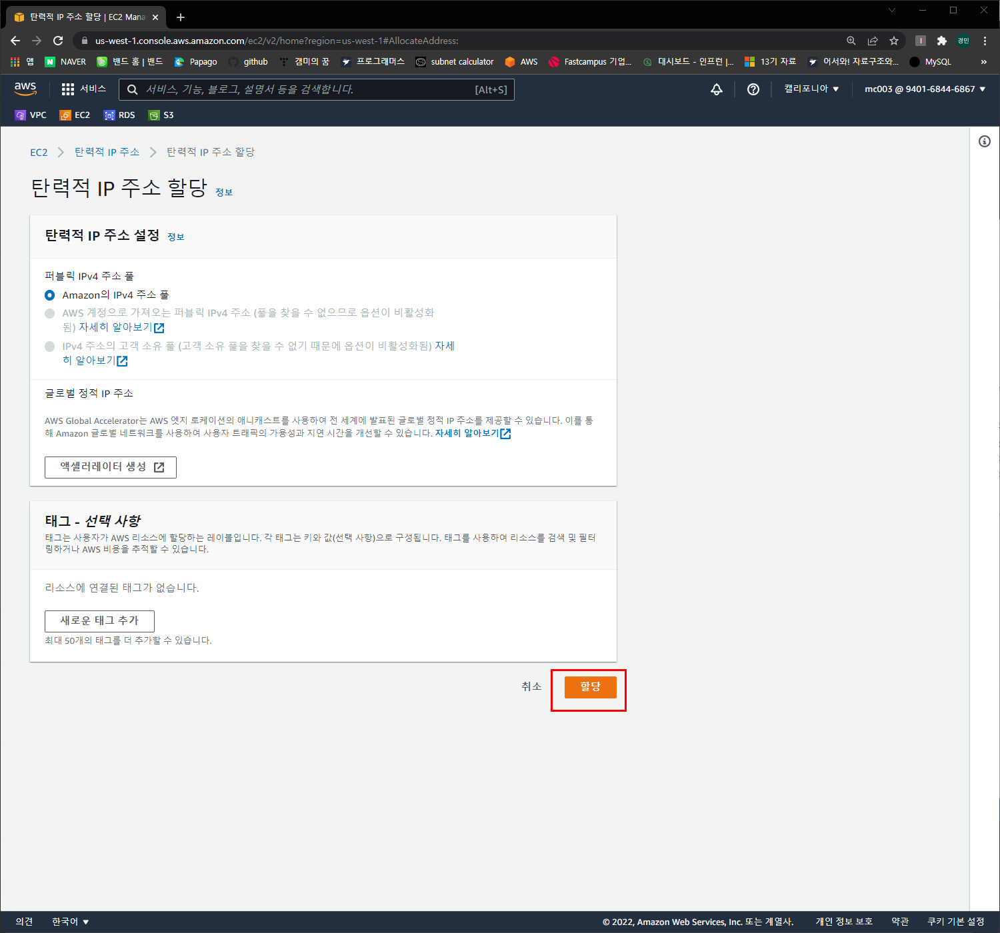 탄력적 IP 주소 할당 | EC2 Mana
us-west-1.console.aws.amazon.com/ec2/v2/home?region=us-west-1#AllocateAddress:
경민
앱 NAVER 밴드 홈 | 밴드 Papago github 캠미의 꿈 프로그래머스 subnet calculator AWS Fastcampus 기업... 대시보드 - 인프런 |... 13기 자료 어서와! 자료구조와... MySQL »
aws 서비스 서비스, 기능, 블로그, 설명서 등을 검색합니다. [Alt+S] 캘리포니아 ▼ mc003 @ 9401-6844-6867 ▼
VPC EC2 RDS S3
EC2 > 탄력적 IP 주소 > 탄력적 IP 주소 할당
탄력적 IP 주소 할당 정보
탄력적 IP 주소 설정 정보
퍼블릭 IPv4 주소 풀
Amazon의 IPv4 주소 풀
AWS 계정으로 가져오는 퍼블릭 IPv4 주소 (풀을 찾을 수 없으므로 옵션이 비활성화
됨) 자세히 알아보기
IPv4 주소의 고객 소유 풀 (고객 소유 풀을 찾을 수 없기 때문에 옵션이 비활성화됨) 자세
히 알아보기
글로벌 정적 IP 주소
AWS Global Accelerator는 AWS 엣지 로케이션의 애니캐스트를 사용하여 전 세계에 발표된 글로벌 정적 IP 주소를 제공할 수 있습니다. 이를 통
해 Amazon 글로벌 네트워크를 사용하여 사용자 트래픽의 가용성과 지연 시간을 개선할 수 있습니다. 자세히 알아보기
액셀러레이터 생성
태그 - 선택 사항
태그는 사용자가 AWS 리소스에 할당하는 레이블입니다. 각 태그는 키와 값(선택 사항)으로 구성됩니다. 태그를 사용하여 리소스를 검색 및 필터
링하거나 AWS 비용을 추적할 수 있습니다.
리소스에 연결된 태그가 없습니다.
새로운 태그 추가
최대 50개의 태그를 더 추가할 수 있습니다.
취소 할당
의견 한국어 ▼ © 2022, Amazon Web Services, Inc. 또는 계열사. 개인 정보 보호 약관 쿠키 기본 설정